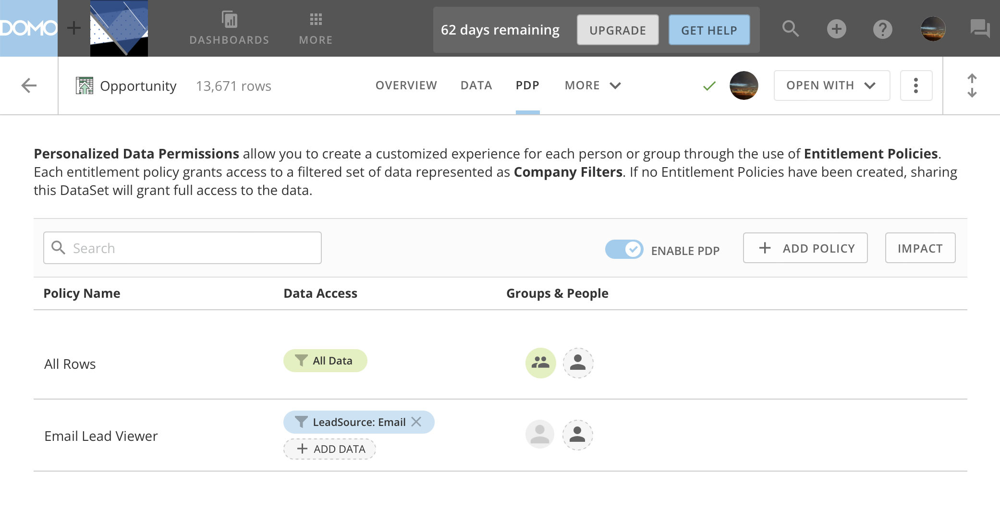 DOMO
DASHBOARDS
MORE
62 days remaining
UPGRADE
GET HELP
Opportunity
13,671 rows
OVERVIEW
DATA
PDP
MORE
OPEN WITH
Personalized Data Permissions allow you to create a customized experience for each person or group through the use of Entitlement Policies.
Each entitlement policy grants access to a filtered set of data represented as Company Filters. If no Entitlement Policies have been created, sharing
this DataSet will grant full access to the data.
Search
ENABLE PDP
ADD POLICY
IMPACT
Policy Name
Data Access
Groups & People
All Rows
All Data
Email Lead Viewer
LeadSource: Email
ADD DATA